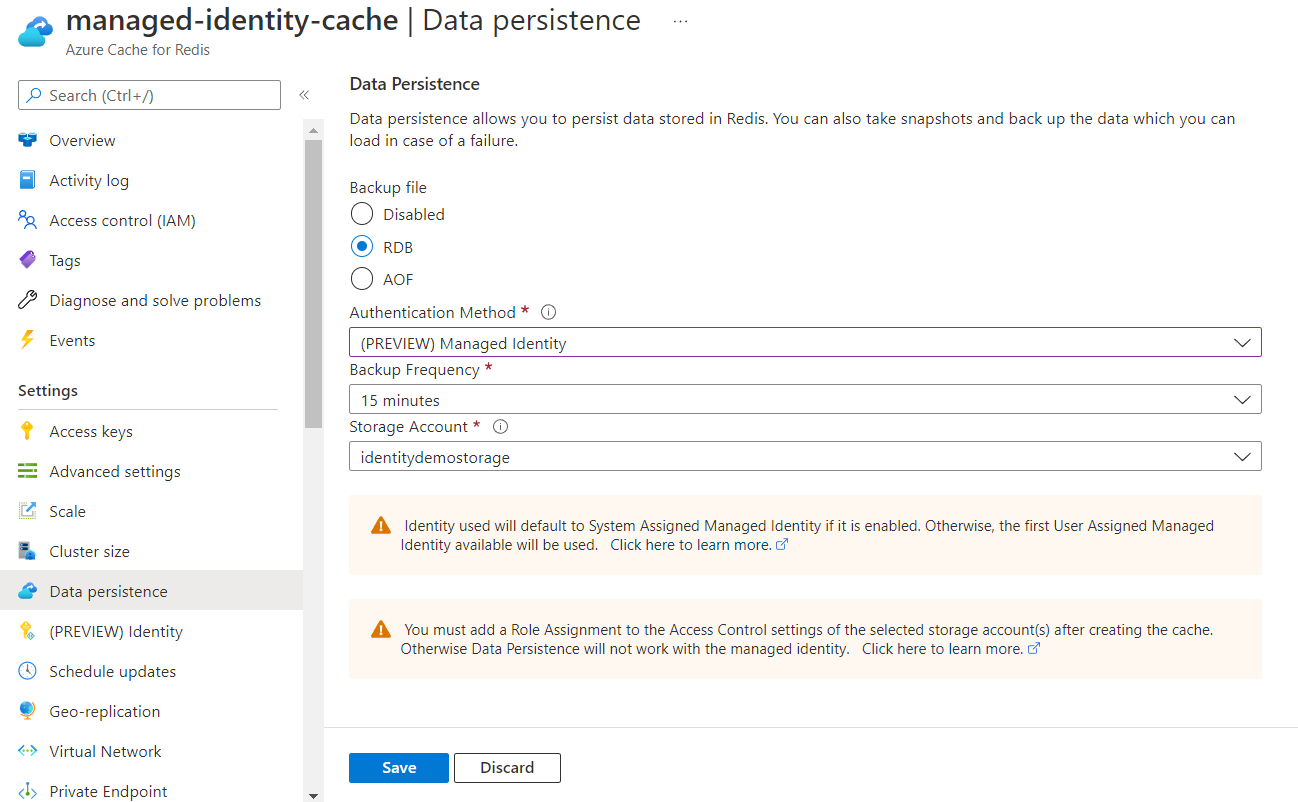 managed-identity-cache | Data persistence ...
Azure Cache for Redis
Search (Ctrl+/)
«
Overview
Activity log
Access control (IAM)
Tags
Diagnose and solve problems
Events
Settings
Access keys
Advanced settings
Scale
Cluster size
Data persistence
(PREVIEW) Identity
Schedule updates
Geo-replication
Virtual Network
Private Endpoint
Data Persistence
Data persistence allows you to persist data stored in Redis. You can also take snapshots and back up the data which you can
load in case of a failure.
Backup file
Disabled
RDB
AOF
Authentication Method *
(PREVIEW) Managed Identity
Backup Frequency *
15 minutes
Storage Account *
identitydemostorage
Identity used will default to System Assigned Managed Identity if it is enabled. Otherwise, the first User Assigned Managed
Identity available will be used. Click here to learn more.
You must add a Role Assignment to the Access Control settings of the selected storage account(s) after creating the cache.
Otherwise Data Persistence will not work with the managed identity. Click here to learn more.
Save
Discard